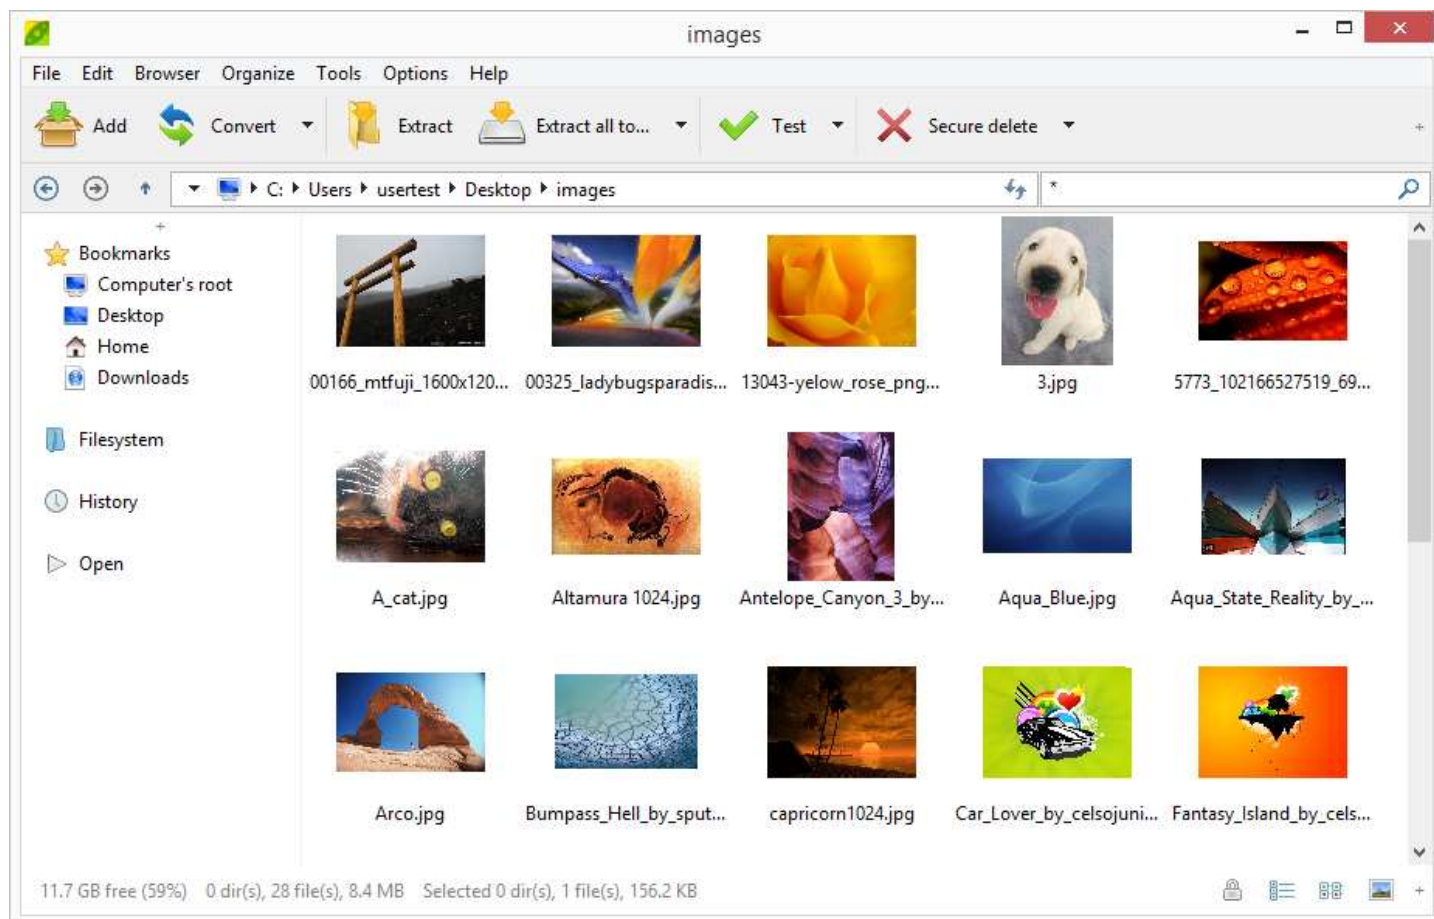 images
File Edit Browser Organize Tools Options Help
Add Convert Extract Extract all to... Test Secure delete
C: Users usertest Desktop images *
Bookmarks
Computer's root
Desktop
Home
Downloads
Filesystem
History
Open
00166_mtfuji_1600x120... 00325_ladybugsparadis... 13043-yelow_rose_png... 3.jpg 5773_102166527519_69...
A_cat.jpg Altamura 1024.jpg Antelope_Canyon_3_by... Aqua_Blue.jpg Aqua_State_Reality_by_...
Arco.jpg Bumpass_Hell_by_sput... capricorn1024.jpg Car_Lover_by_celsojuni... Fantasy_Island_by_cels...
11.7 GB free (59%) 0 dir(s), 28 file(s), 8.4 MB Selected 0 dir(s), 1 file(s), 156.2 KB